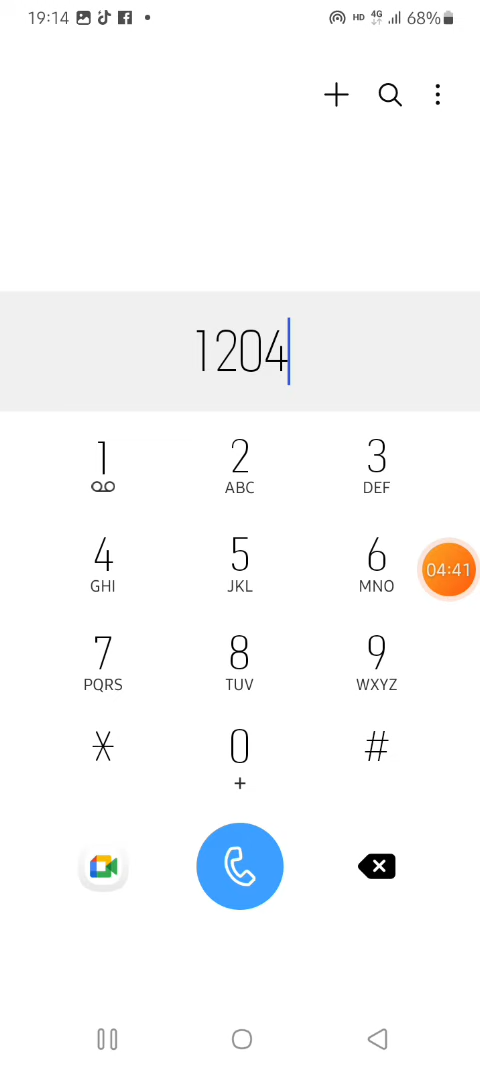 19:14 HD 4G 68%
1204
1 2 3
ABC DEF
4 5 6
GHI JKL MNO
04:41
7 8 9
PQRS TUV WXYZ
* 0 #
+